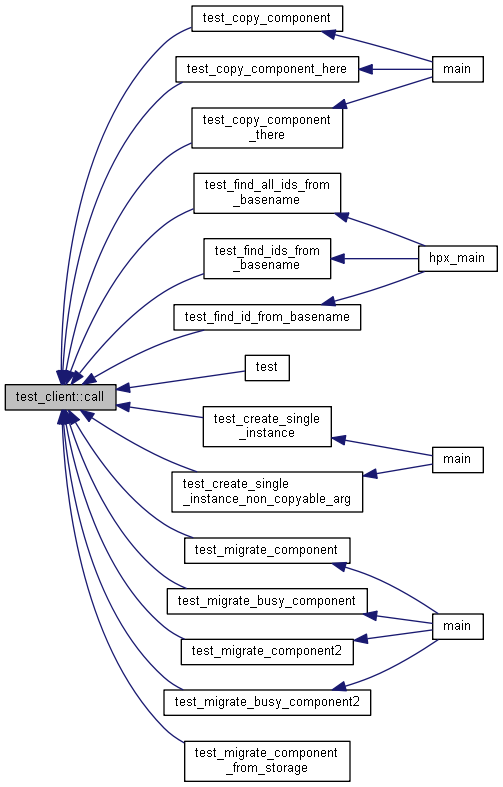 test_copy_component
test_copy_component_here
main
test_copy_component
_there
test_find_all_ids_from
_basename
test_find_ids_from
_basename
hpx_main
test_find_id_from_basename
test
test_client::call
test_create_single
_instance
main
test_create_single
_instance_non_copyable_arg
test_migrate_component
test_migrate_busy_component
main
test_migrate_component2
test_migrate_busy_component2
test_migrate_component
_from_storage